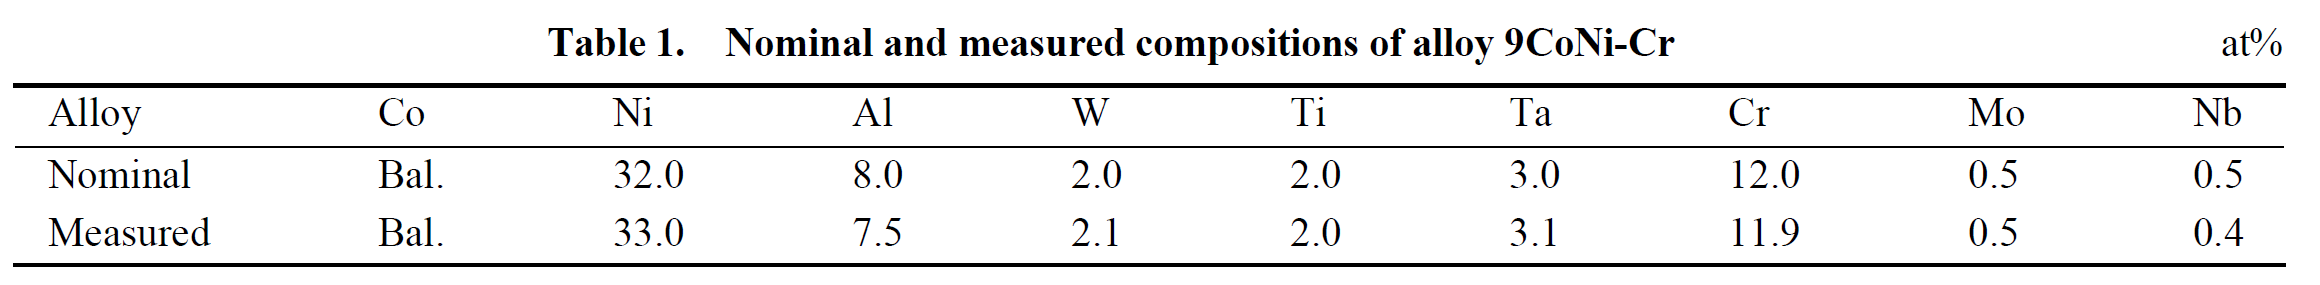 Table 1. Nominal and measured compositions of alloy 9CoNi-Cr at%
Alloy Co Ni Al W Ti Ta Cr Mo Nb
Nominal Bal. 32.0 8.0 2.0 2.0 3.0 12.0 0.5 0.5
Measured Bal. 33.0 7.5 2.1 2.0 3.1 11.9 0.5 0.4